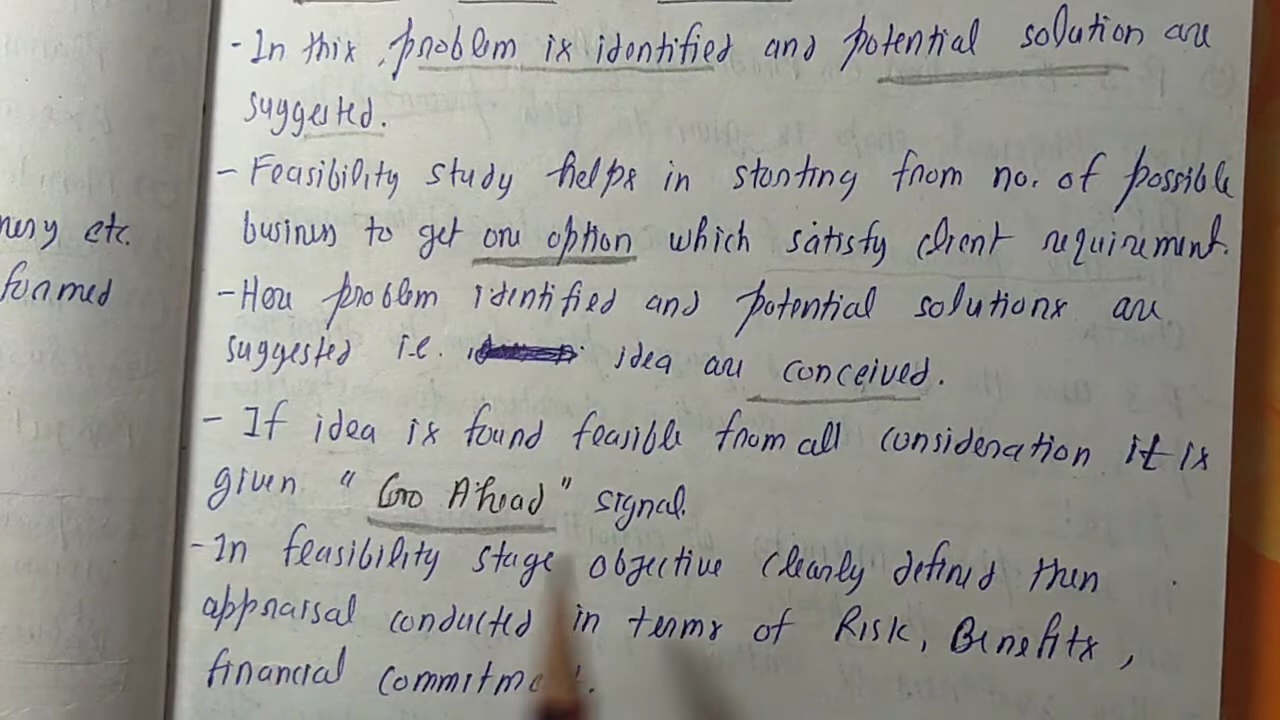 - In this, problem is identified and potential solution are
suggested.
- Feasibility study helps in starting from no. of possible
business to get one option which satisfy client requirement.
- Here problem identified and potential solutions are
suggested i.e. idea are conceived.
- If idea is found feasible from all consideration it is
given "Go Ahead" signal.
- In feasibility stage objective clearly defined then
appraisal conducted in terms of Risk, Benefits,
financial commitment.
etc.
formed